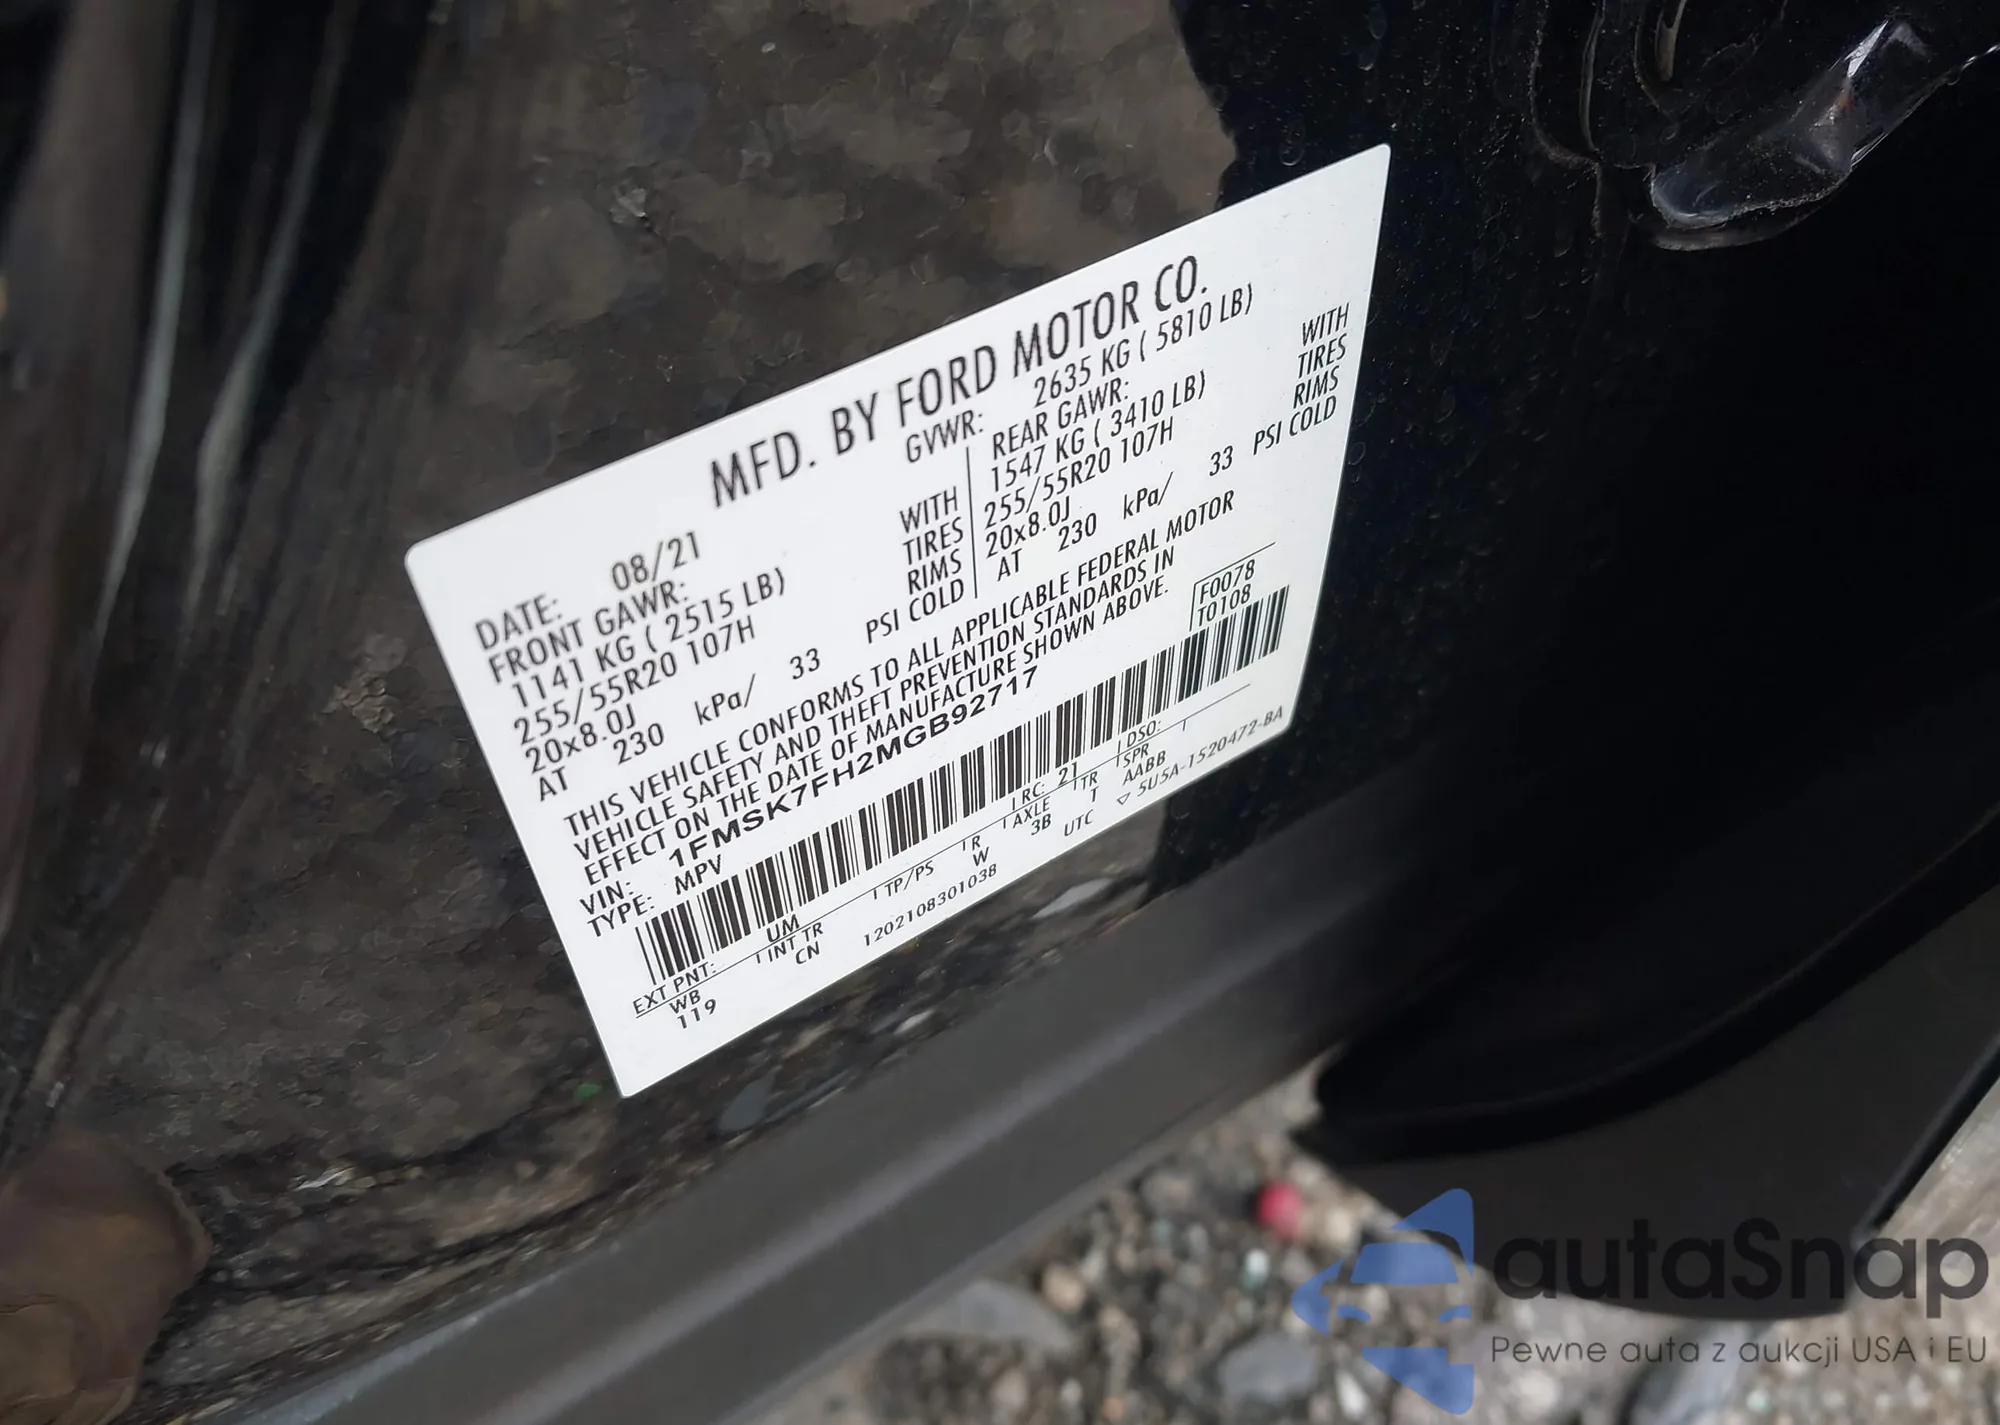 MFD. BY FORD MOTOR CO.
DATE: 08/21
GVWR: 2635 KG ( 5810 LB)
FRONT GAWR:
1141 KG ( 2515 LB) WITH
255/55R20 107H TIRES
20x8.0J RIMS
AT 230 kPa/ 33 PSI COLD
REAR GAWR:
1547 KG ( 3410 LB) WITH
255/55R20 107H TIRES
20x8.0J RIMS
AT 230 kPa/ 33 PSI COLD
THIS VEHICLE CONFORMS TO ALL APPLICABLE FEDERAL MOTOR
VEHICLE SAFETY AND THEFT PREVENTION STANDARDS IN
EFFECT ON THE DATE OF MANUFACTURE SHOWN ABOVE.
VIN: 1FMSK7FH2MGB92717
TYPE: MPV
F0078
T0108
EXT PNT: UM RC: 21 DSO:
WB INT TR TP/PS R AXLE TR SPR
119 CN W 3B T AABB
120210830103B UTC ▽ 5U5A-1520472-BA
autaSnap
Pewne auta z aukcji USA i EU